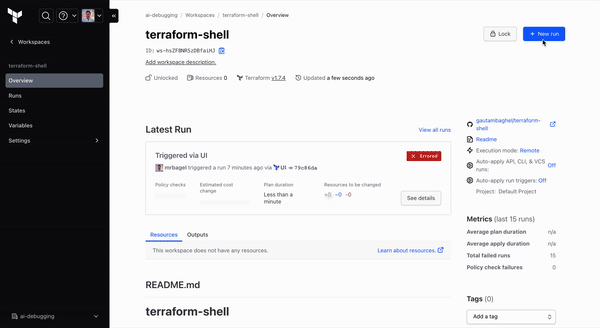 ai-debugging / Workspaces / terraform-shell / Overview
Workspaces
terraform-shell
Overview
Runs
States
Variables
Settings
ai-debugging
terraform-shell
Lock
+ New run
ID: ws-hsZF8NR5zDBfaiHJ
Add workspace description.
Unlocked
Resources 0
Terraform v1.7.4
Updated a few seconds ago
Latest Run
View all runs
Triggered via UI
Errored
mrbagel triggered a run 7 minutes ago via UI
Policy checks
Estimated cost change
Plan duration
Less than a minute
Resources to be changed
+0 ~0 -0
See details
Resources
Outputs
This workspace does not have any resources.
Learn about resources.
README.md
terraform-shell
gautambaghel/terraform-shell
Readme
Execution mode: Remote
Auto-apply API, CLI, & VCS runs: Off
Auto-apply run triggers: Off
Project: Default Project
Metrics (last 15 runs)
Average plan duration n/a
Average apply duration n/a
Total failed runs 15
Policy check failures 0
Tags (0)
Add a tag